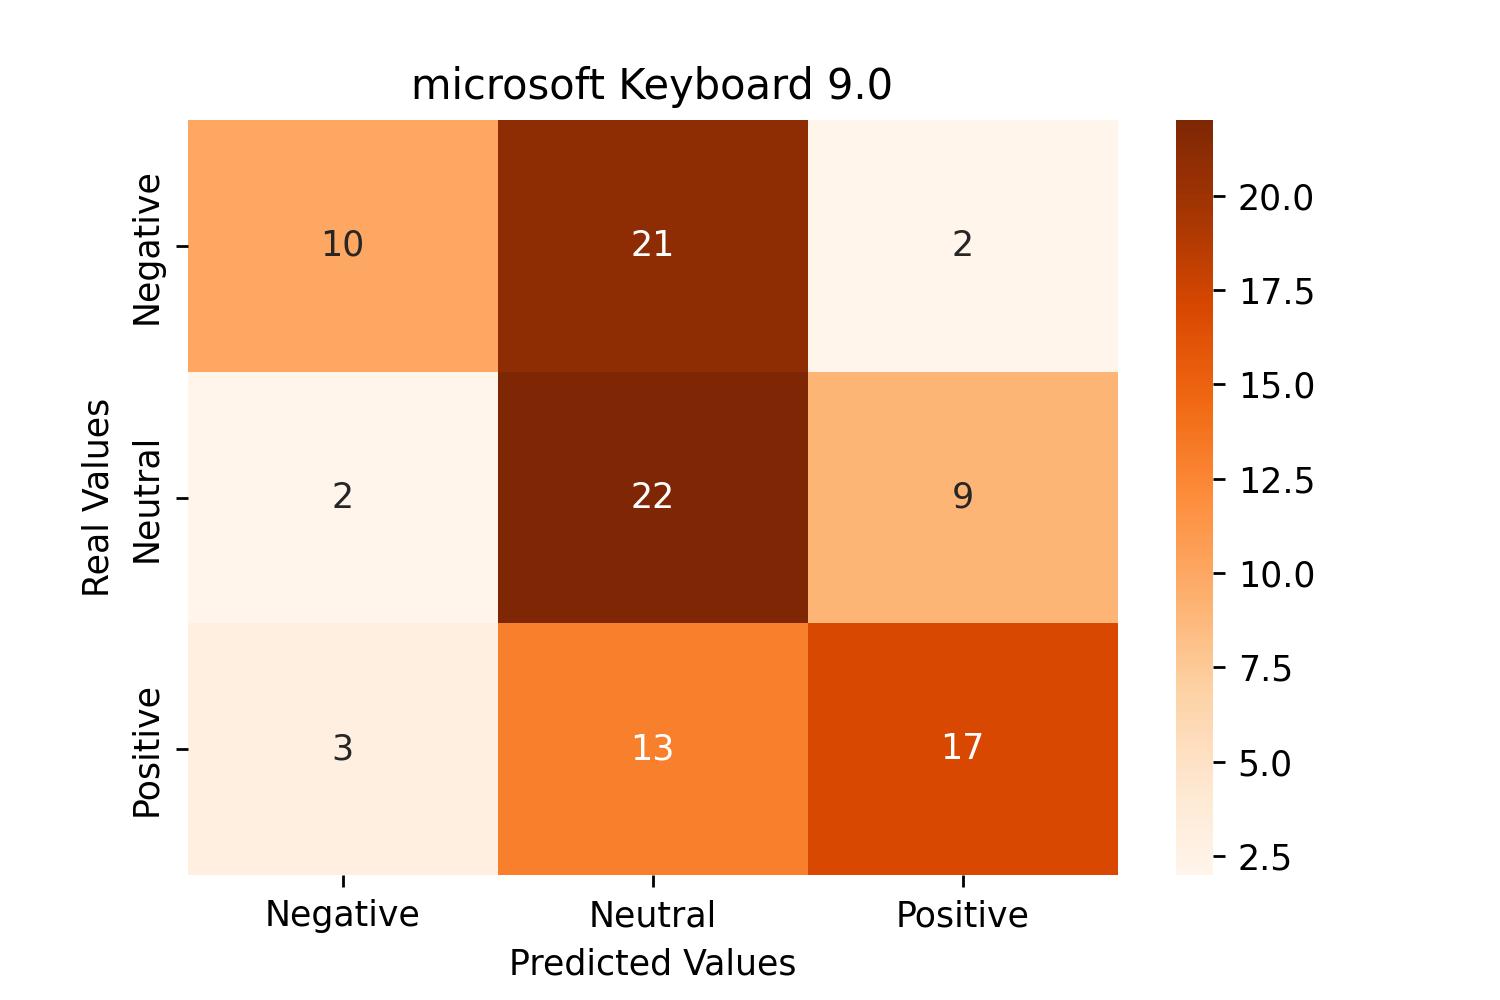 microsoft Keyboard 9.0
Real Values
Negative
10 21 2
Neutral
2 22 9
Positive
3 13 17
Negative Neutral Positive
Predicted Values
20.0
17.5
15.0
12.5
10.0
7.5
5.0
2.5